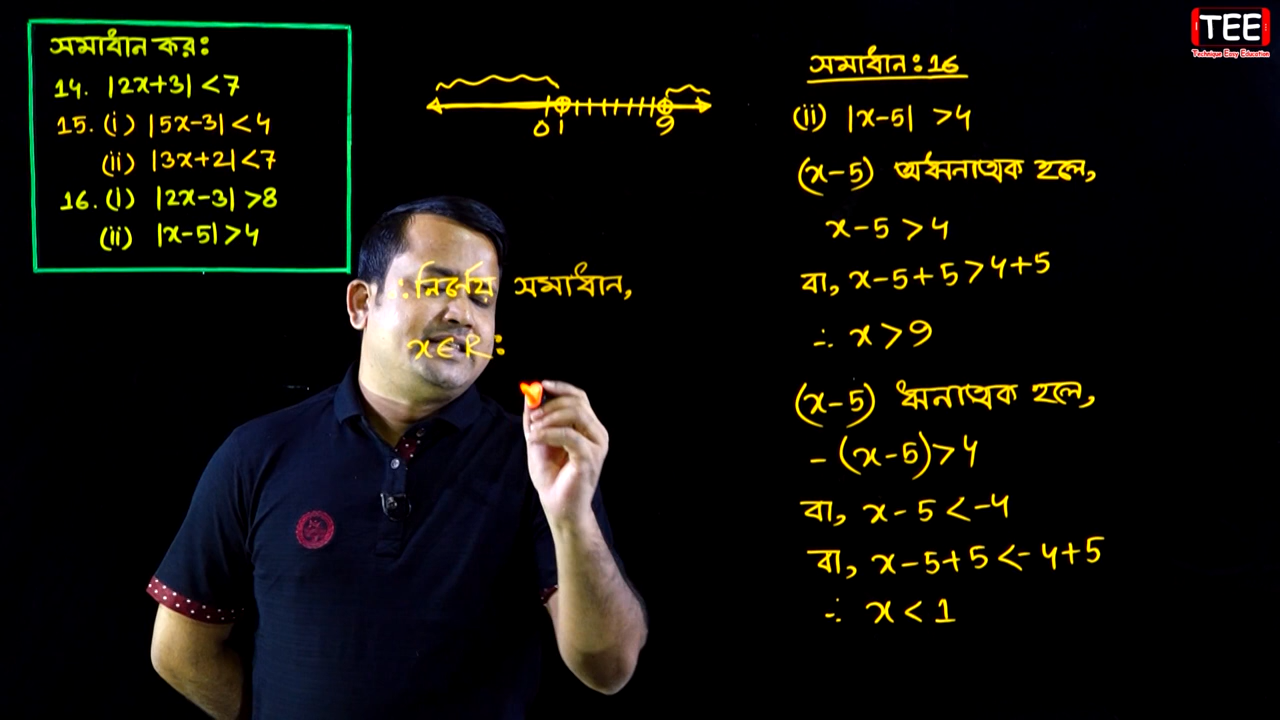 সমাধান কর:
14. |2x+3| < 7
15. (i) |5x-3| < 4
(ii) |3x+2| < 7
16. (i) |2x-3| > 8
(ii) |x-5| > 4
0 1 9
∴ নির্ণেয় সমাধান,
x∈R:
TEE
Technique Easy Education
সমাধান: 16
(ii) |x-5| > 4
(x-5) অঋনাত্মক হলে,
x-5 > 4
বা, x-5+5 > 4+5
∴ x > 9
(x-5) ঋনাত্মক হলে,
-(x-5) > 4
বা, x-5 < -4
বা, x-5+5 < -4+5
∴ x < 1